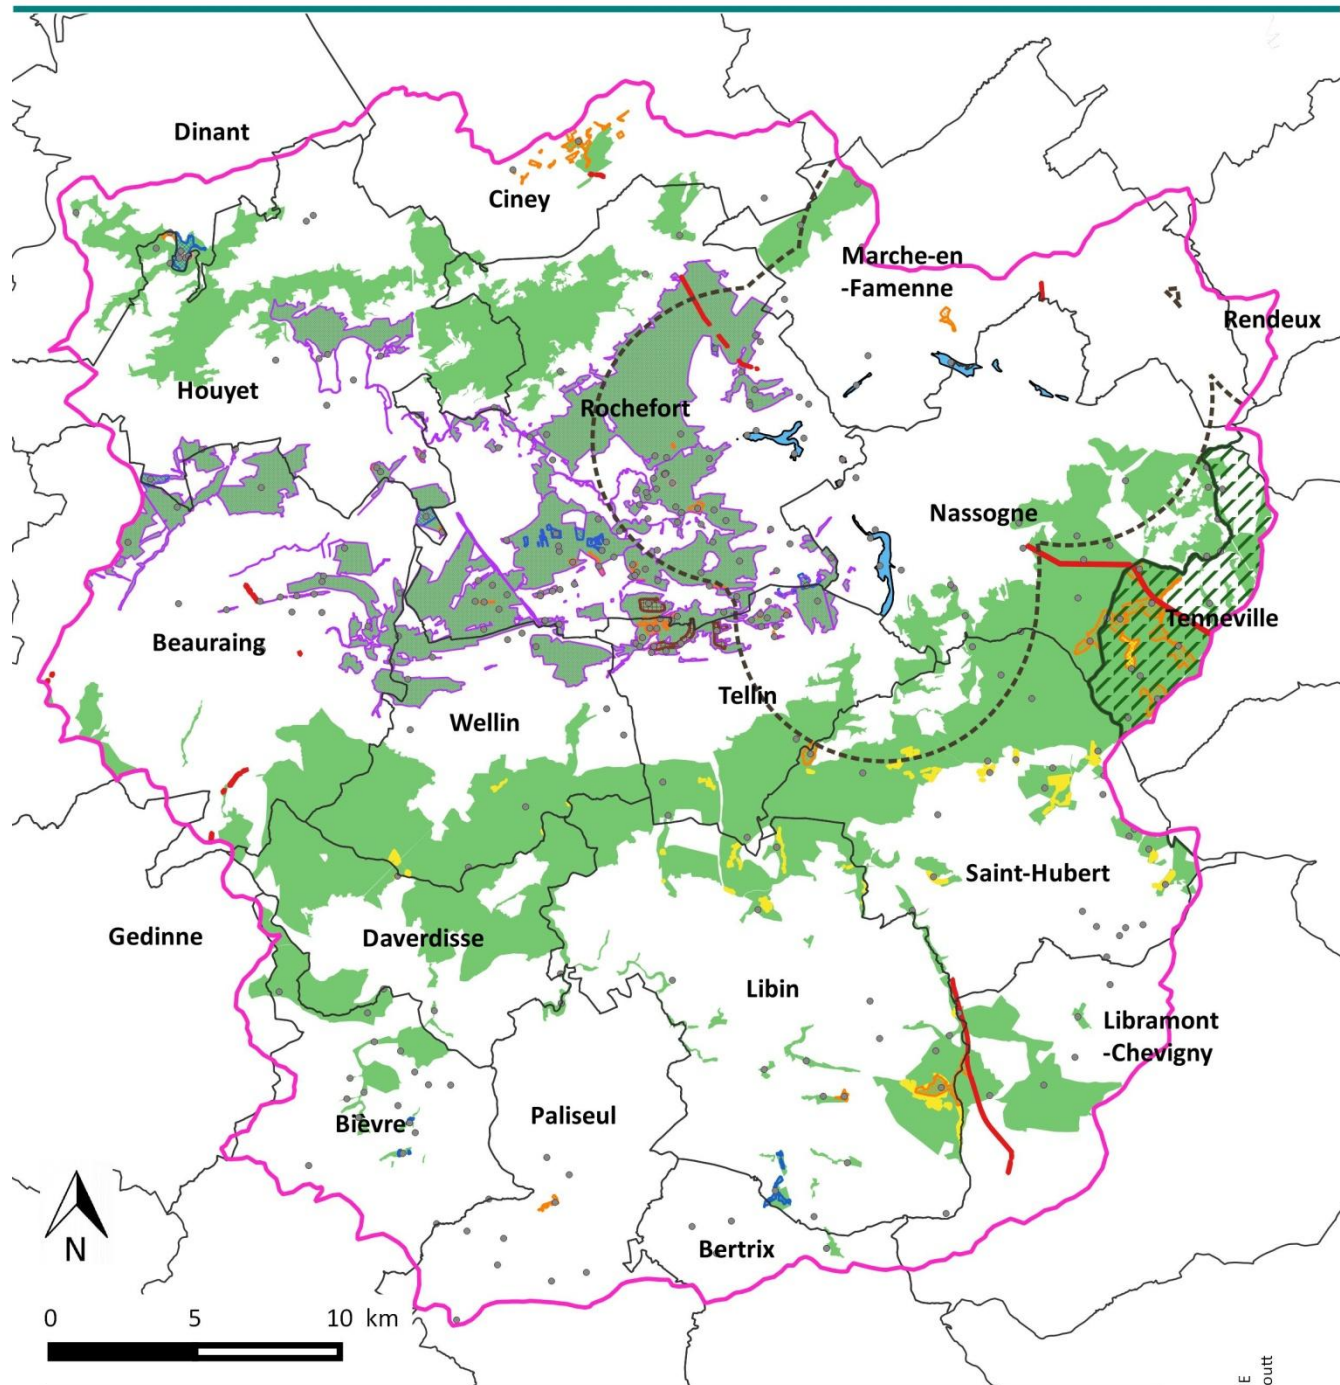 Dinant
Ciney
Marche-en
-Famenne
Rendeux
Houyet
Rochefort
Nassogne
Tenneville
Beauraing
Tellin
Wellin
Saint-Hubert
Gedinne
Daverdisse
Libin
Libramont
-Chevigny
Paliseul
Bièvre
N
Bertrix
0 5 10 km
E
outt